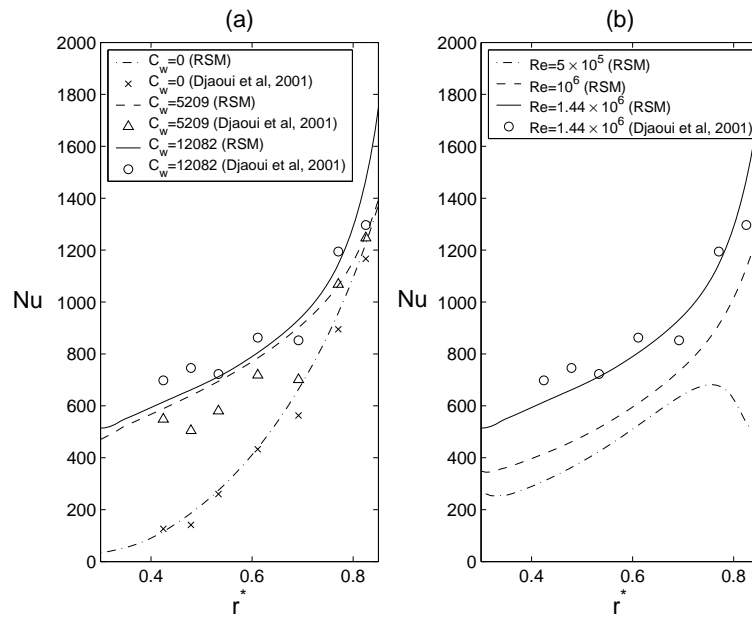 (a)
2000
1800
1600
1400
1200
1000
800
600
400
200
0
Nu
C_w=0 (RSM)
C_w=0 (Djaoui et al, 2001)
C_w=5209 (RSM)
C_w=5209 (Djaoui et al, 2001)
C_w=12082 (RSM)
C_w=12082 (Djaoui et al, 2001)
0.4 0.6 0.8
r*
(b)
2000
1800
1600
1400
1200
1000
800
600
400
200
0
Nu
Re=5 × 10^5 (RSM)
Re=10^6 (RSM)
Re=1.44 × 10^6 (RSM)
Re=1.44 × 10^6 (Djaoui et al, 2001)
0.4 0.6 0.8
r*